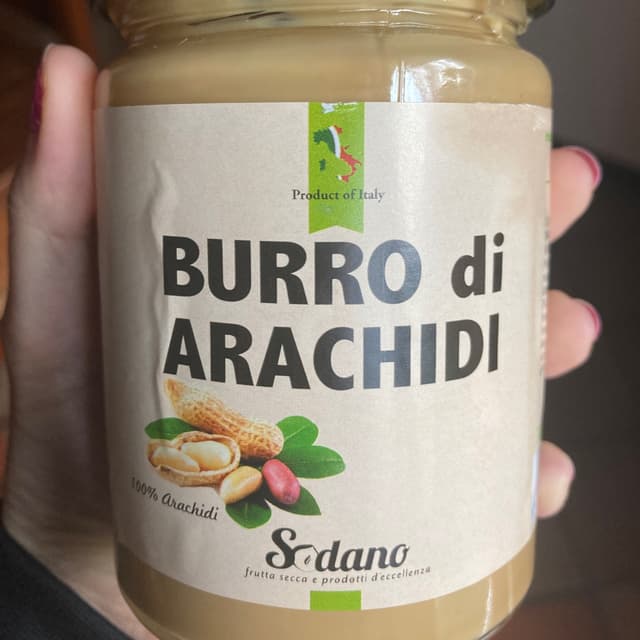 Product of Italy
BURRO di
ARACHIDI
100% Arachidi
Sodano
frutta secca e prodotti d'eccellenza